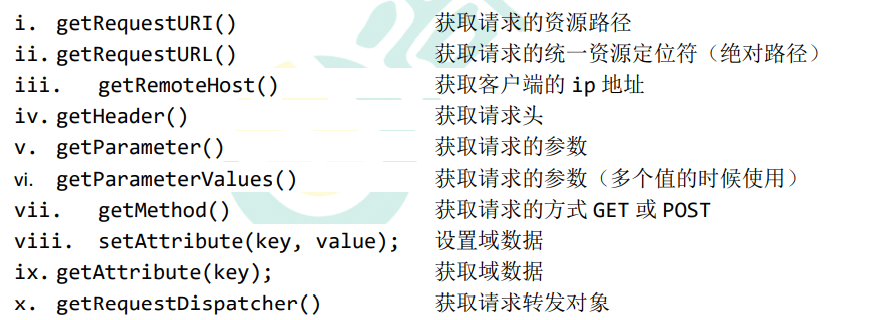 i. getRequestURI() 获取请求的资源路径
ii. getRequestURL() 获取请求的统一资源定位符（绝对路径）
iii. getRemoteHost() 获取客户端的 ip 地址
iv. getHeader() 获取请求头
v. getParameter() 获取请求的参数
vi. getParameterValues() 获取请求的参数（多个值的时候使用）
vii. getMethod() 获取请求的方式 GET 或 POST
viii. setAttribute(key, value); 设置域数据
ix. getAttribute(key); 获取域数据
x. getRequestDispatcher() 获取请求转发对象